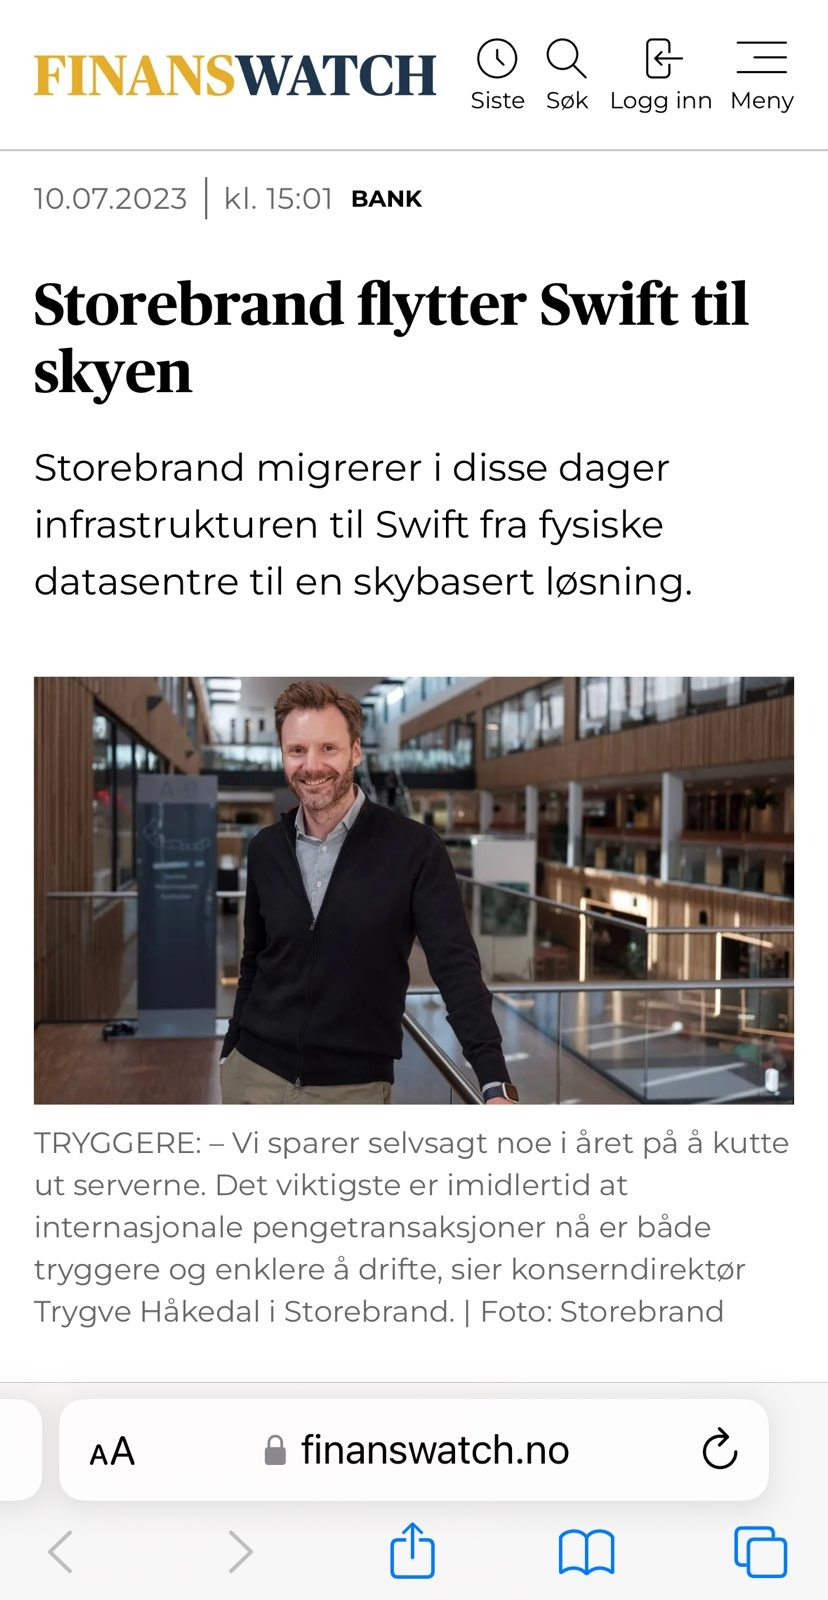 FINANSWATCH
Siste Søk Logg inn Meny
10.07.2023 | kl. 15:01 BANK
Storebrand flytter Swift til
skyen
Storebrand migrerer i disse dager
infrastrukturen til Swift fra fysiske
datasentre til en skybasert løsning.
A B
TRYGGERE: – Vi sparer selvsagt noe i året på å kutte
ut serverne. Det viktigste er imidlertid at
internasjonale pengetransaksjoner nå er både
tryggere og enklere å drifte, sier konserndirektør
Trygve Håkedal i Storebrand. | Foto: Storebrand
AA finanswatch.no